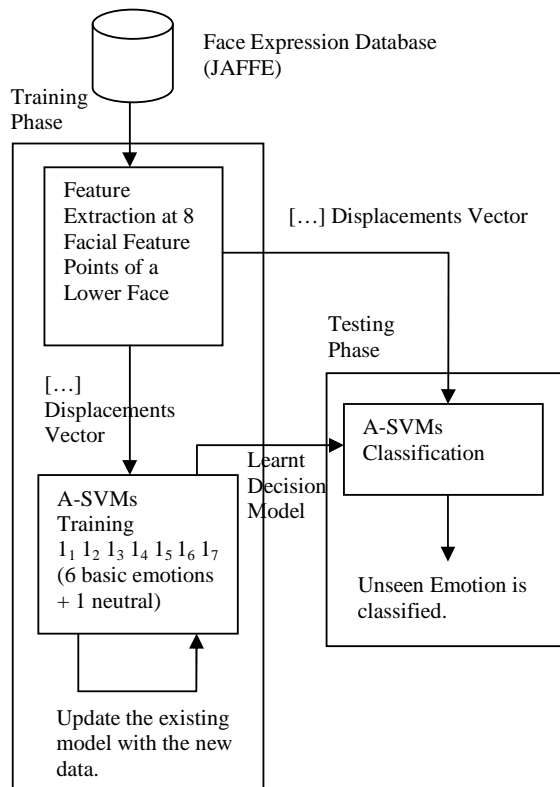 Face Expression Database
(JAFFE)
Training
Phase
Feature
Extraction at 8
Facial Feature
Points of a
Lower Face
[…] Displacements Vector
Testing
Phase
[…]
Displacements
Vector
A-SVMs
Classification
Learnt
Decision
Model
A-SVMs
Training
1₁ 1₂ 1₃ 1₄ 1₅ 1₆ 1₇
(6 basic emotions
+ 1 neutral)
Unseen Emotion is
classified.
Update the existing
model with the new
data.